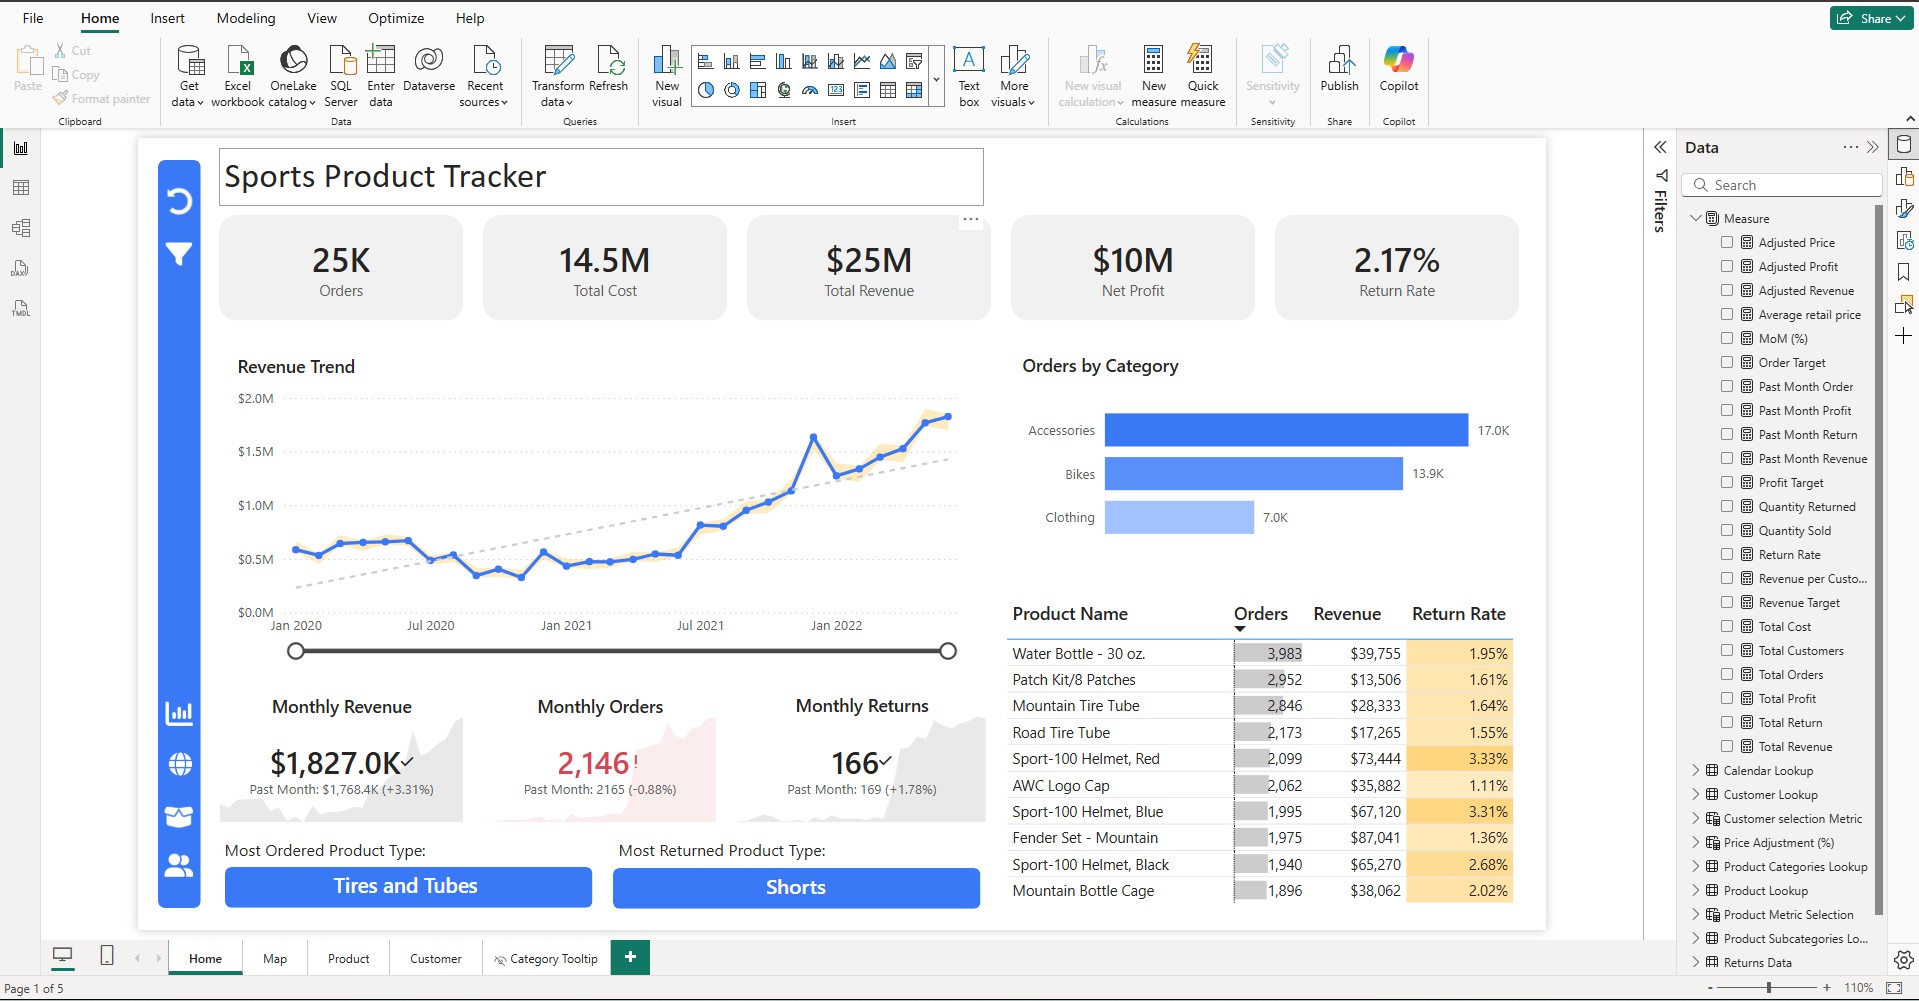 File Home Insert Modeling View Optimize Help
Share
Paste
Cut
Copy
Format painter
Clipboard
Get data
Excel workbook
OneLake catalog
SQL Server
Enter data
Dataverse
Recent sources
Data
Transform data
Refresh
Queries
New visual
Text box
More visuals
Insert
New visual calculation
New measure
Quick measure
Calculations
Sensitivity
Sensitivity
Publish
Share
Copilot
Copilot
DAX
TMDL
Sports Product Tracker
25K
Orders
14.5M
Total Cost
$25M
Total Revenue
$10M
Net Profit
2.17%
Return Rate
Revenue Trend
$2.0M
$1.5M
$1.0M
$0.5M
$0.0M
Jan 2020 Jul 2020 Jan 2021 Jul 2021 Jan 2022
Orders by Category
Accessories 17.0K
Bikes 13.9K
Clothing 7.0K
Monthly Revenue
$1,827.0K
Past Month: $1,768.4K (+3.31%)
Monthly Orders
2,146!
Past Month: 2165 (-0.88%)
Monthly Returns
166
Past Month: 169 (+1.78%)
Most Ordered Product Type:
Tires and Tubes
Most Returned Product Type:
Shorts
Product Name Orders Revenue Return Rate
Water Bottle - 30 oz. 3,983 $39,755 1.95%
Patch Kit/8 Patches 2,952 $13,506 1.61%
Mountain Tire Tube 2,846 $28,333 1.64%
Road Tire Tube 2,173 $17,265 1.55%
Sport-100 Helmet, Red 2,099 $73,444 3.33%
AWC Logo Cap 2,062 $35,882 1.11%
Sport-100 Helmet, Blue 1,995 $67,120 3.31%
Fender Set - Mountain 1,975 $87,041 1.36%
Sport-100 Helmet, Black 1,940 $65,270 2.68%
Mountain Bottle Cage 1,896 $38,062 2.02%
Filters
Data
Search
Measure
Adjusted Price
Adjusted Profit
Adjusted Revenue
Average retail price
MoM (%)
Order Target
Past Month Order
Past Month Profit
Past Month Return
Past Month Revenue
Profit Target
Quantity Returned
Quantity Sold
Return Rate
Revenue per Custo...
Revenue Target
Total Cost
Total Customers
Total Orders
Total Profit
Total Return
Total Revenue
Calendar Lookup
Customer Lookup
Customer selection Metric
Price Adjustment (%)
Product Categories Lookup
Product Lookup
Product Metric Selection
Product Subcategories Lo...
Returns Data
Home Map Product Customer Category Tooltip +
Page 1 of 5
- + 110%